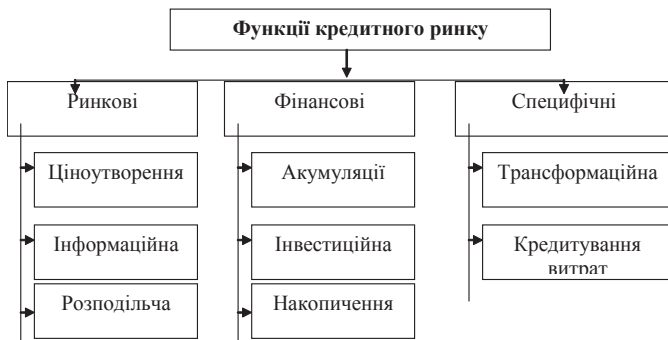 Функції кредитного ринку
Ринкові
Фінансові
Специфічні
Ціноутворення
Акумуляції
Трансформаційна
Інформаційна
Інвестиційна
Кредитування
витрат
Розподільча
Накопичення